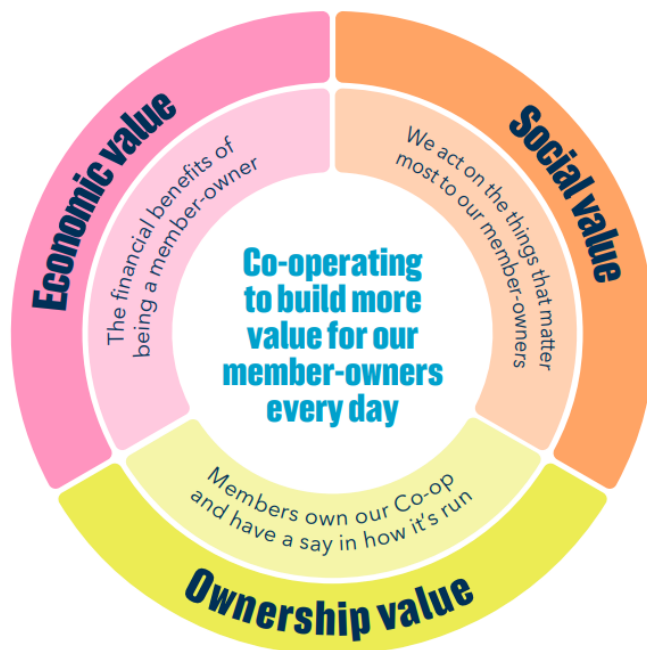 Economic value
The financial benefits of
being a member-owner
Social value
We act on the things that matter
most to our member-owners
Co-operating
to build more
value for our
member-owners
every day
Members own our Co-op
and have a say in how it's run
Ownership value